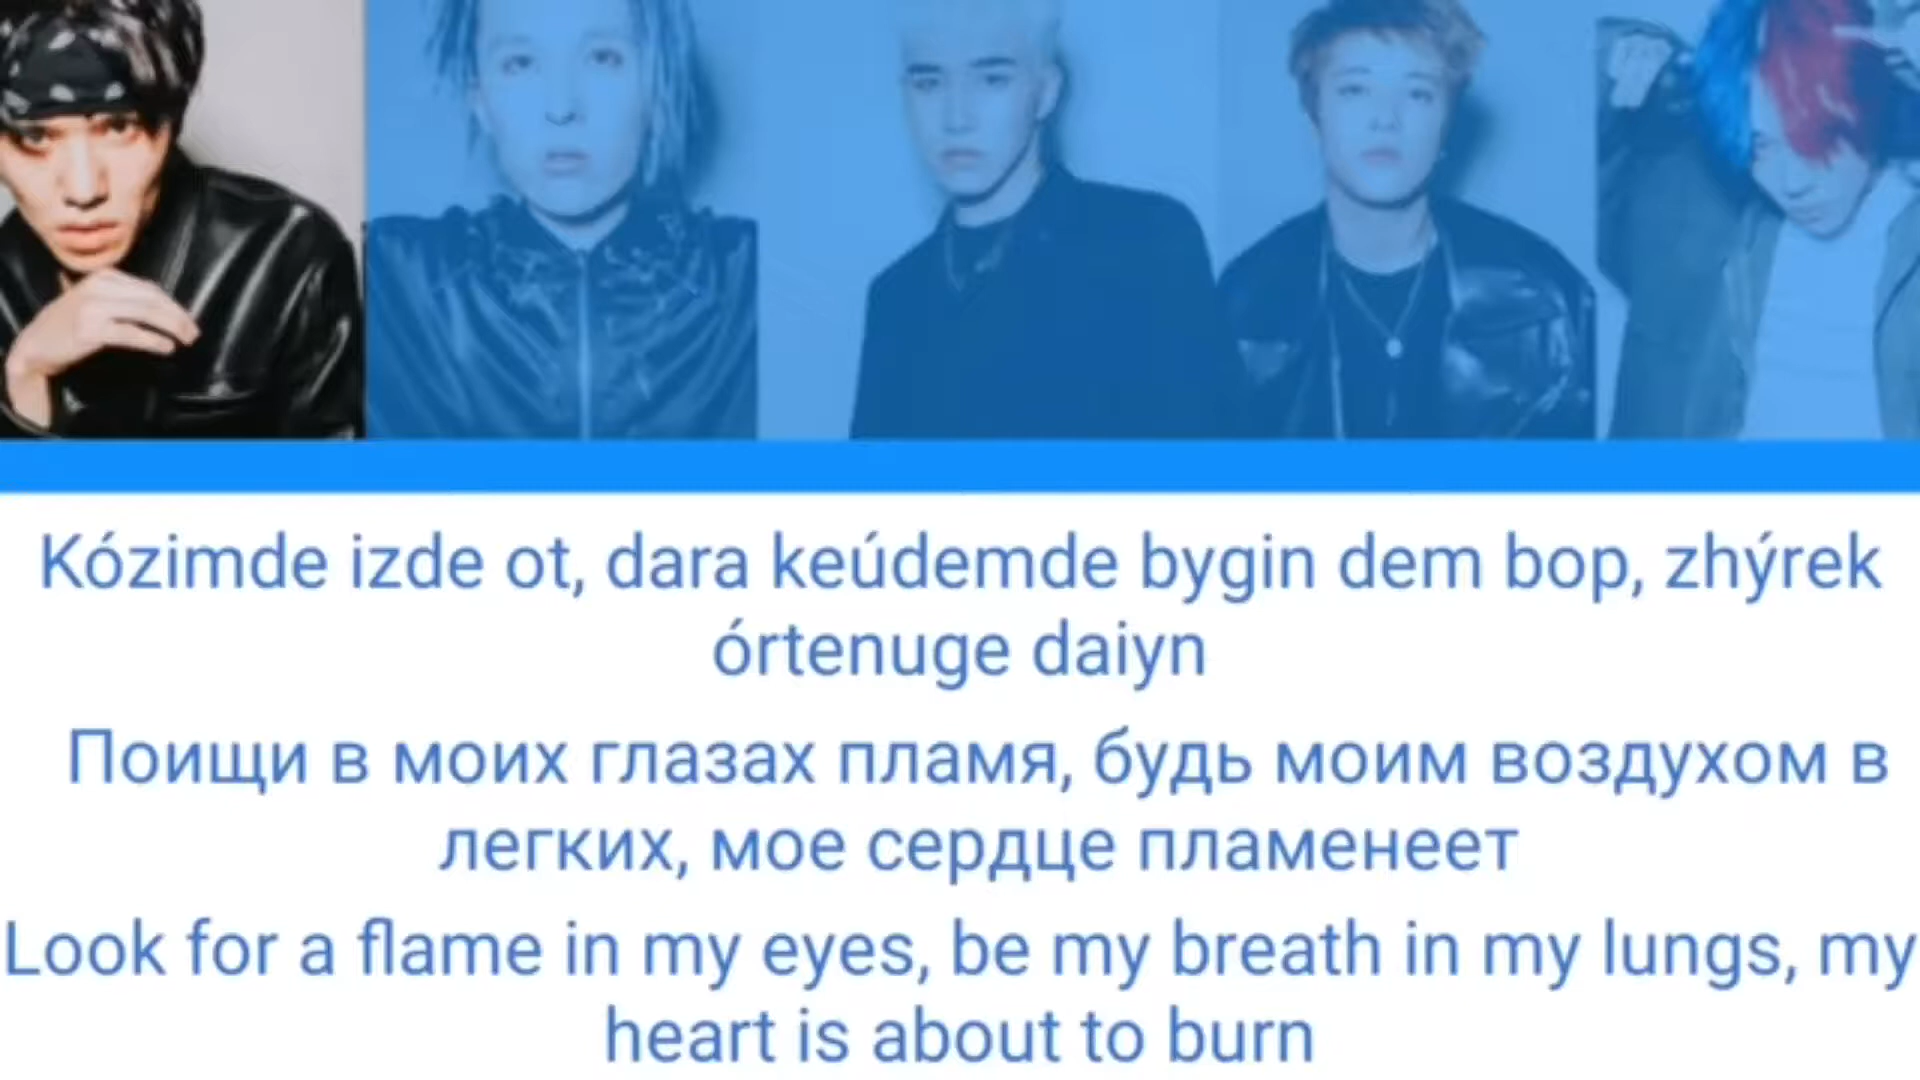 Kózimde izde ot, dara keúdemde bygin dem bop, zhýrek
órtenuge daiyn
Поищи в моих глазах пламя, будь моим воздухом в
легких, мое сердце пламенеет
Look for a flame in my eyes, be my breath in my lungs, my
heart is about to burn